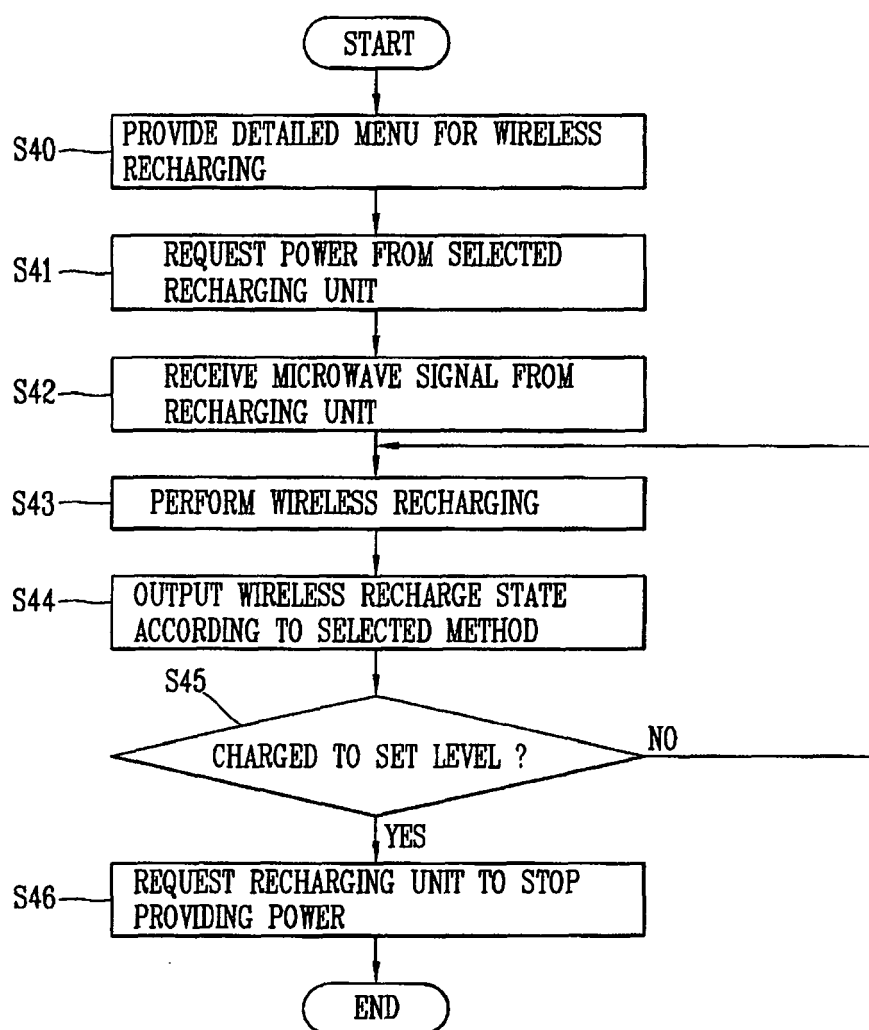 START
S40
PROVIDE DETAILED MENU FOR WIRELESS
RECHARGING
S41
REQUEST POWER FROM SELECTED
RECHARGING UNIT
S42
RECEIVE MICROWAVE SIGNAL FROM
RECHARGING UNIT
S43
PERFORM WIRELESS RECHARGING
S44
OUTPUT WIRELESS RECHARGE STATE
ACCORDING TO SELECTED METHOD
S45
CHARGED TO SET LEVEL ?
NO
YES
S46
REQUEST RECHARGING UNIT TO STOP
PROVIDING POWER
END